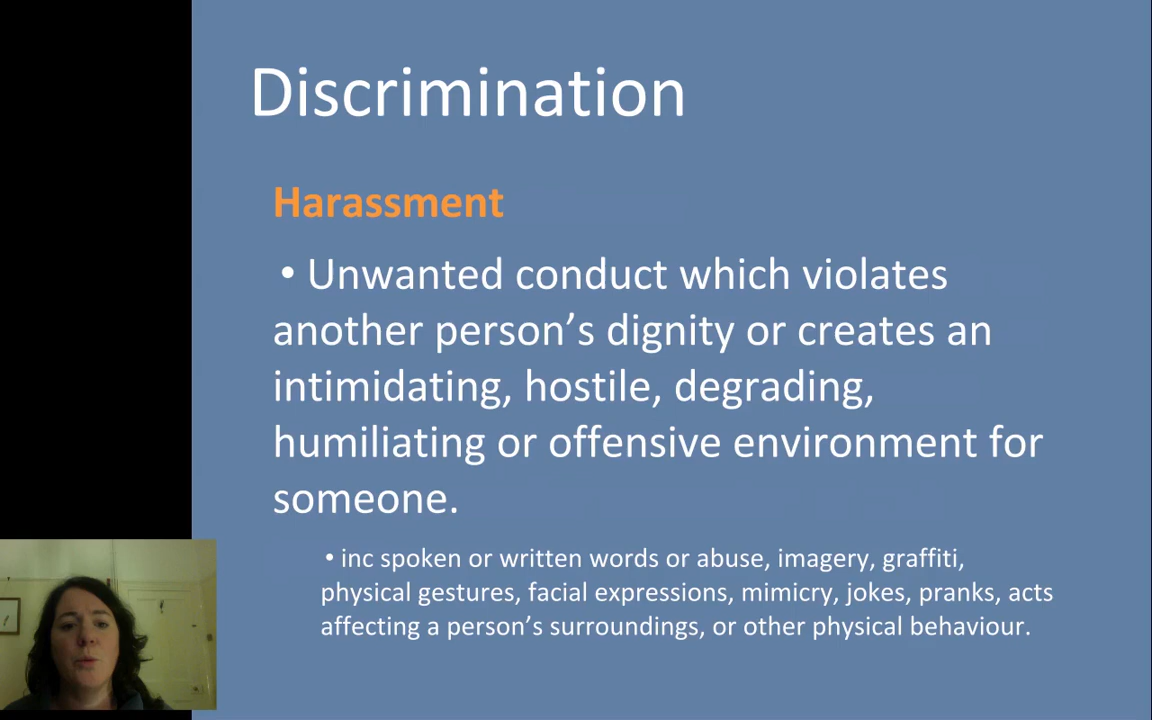 Discrimination
Harassment
• Unwanted conduct which violates
another person’s dignity or creates an
intimidating, hostile, degrading,
humiliating or offensive environment for
someone.
• inc spoken or written words or abuse, imagery, graffiti,
physical gestures, facial expressions, mimicry, jokes, pranks, acts
affecting a person’s surroundings, or other physical behaviour.